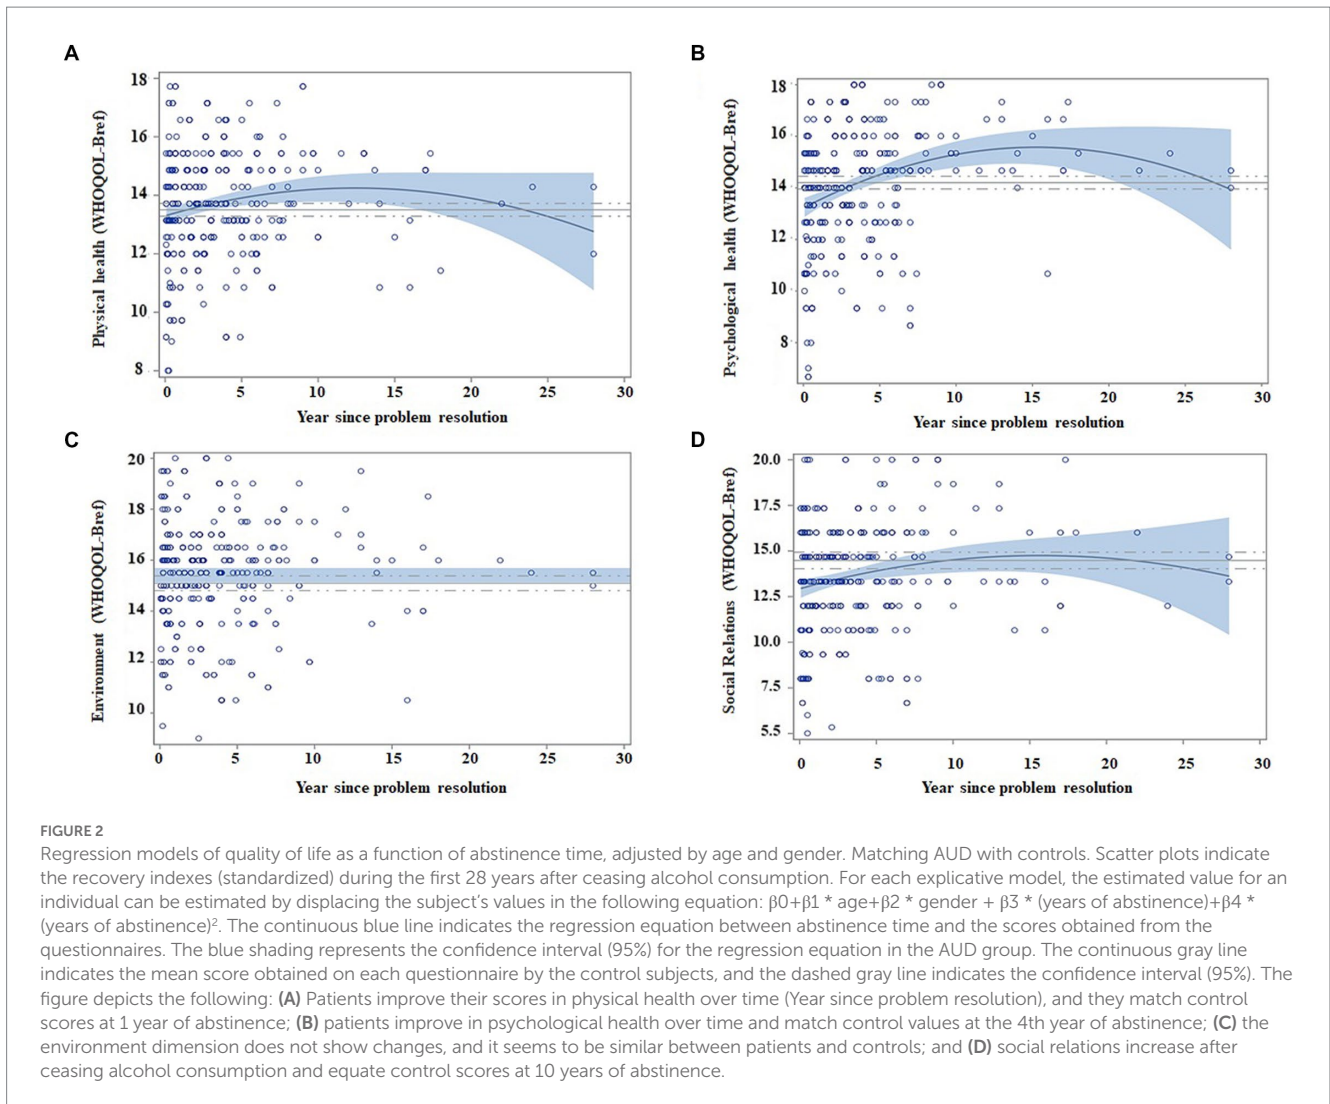 A
B
18
16
14
12
10
8
Physical health (WHOQOL-Bref)
0 5 10 15 20 25 30
Year since problem resolution
18
16
14
12
10
8
Psychological health (WHOQOL-Bref)
0 5 10 15 20 25 30
Year since problem resolution
C
D
20
18
16
14
12
10
Environment (WHOQOL-Bref)
0 5 10 15 20 25 30
Year since problem resolution
20.0
17.5
15.0
12.5
10.0
7.5
5.5
Social Relations (WHOQOL-Bref)
0 5 10 15 20 25 30
Year since problem resolution
FIGURE 2
Regression models of quality of life as a function of abstinence time, adjusted by age and gender. Matching AUD with controls. Scatter plots indicate
the recovery indexes (standardized) during the first 28 years after ceasing alcohol consumption. For each explicative model, the estimated value for an
individual can be estimated by displacing the subject's values in the following equation: β0+β1 * age+β2 * gender + β3 * (years of abstinence)+β4 *
(years of abstinence)². The continuous blue line indicates the regression equation between abstinence time and the scores obtained from the
questionnaires. The blue shading represents the confidence interval (95%) for the regression equation in the AUD group. The continuous gray line
indicates the mean score obtained on each questionnaire by the control subjects, and the dashed gray line indicates the confidence interval (95%). The
figure depicts the following: (A) Patients improve their scores in physical health over time (Year since problem resolution), and they match control
scores at 1 year of abstinence; (B) patients improve in psychological health over time and match control values at the 4th year of abstinence; (C) the
environment dimension does not show changes, and it seems to be similar between patients and controls; and (D) social relations increase after
ceasing alcohol consumption and equate control scores at 10 years of abstinence.